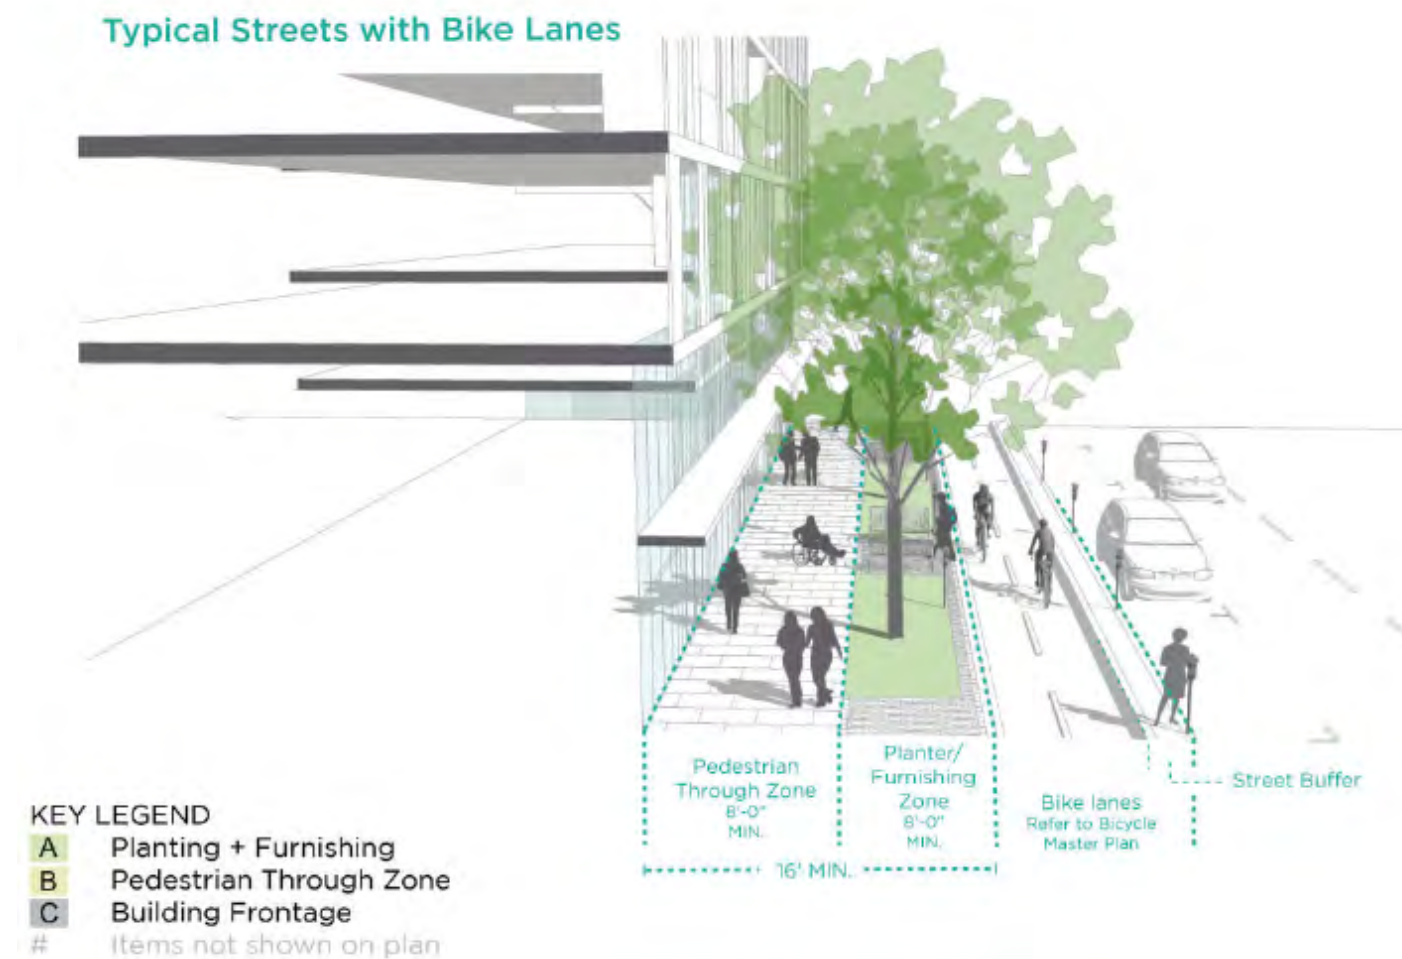 Typical Streets with Bike Lanes
Pedestrian
Through Zone
8'-0"
MIN.
Planter/
Furnishing
Zone
8'-0"
MIN.
Bike lanes
Refer to Bicycle
Master Plan
Street Buffer
16' MIN.
KEY LEGEND
A Planting + Furnishing
B Pedestrian Through Zone
C Building Frontage
# Items not shown on plan